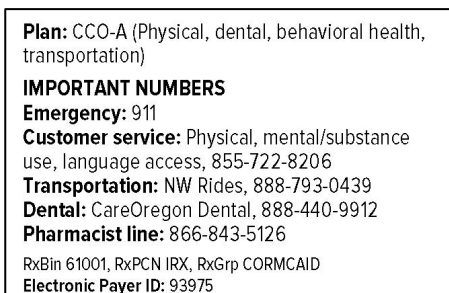 Plan: CCO-A (Physical, dental, behavioral health,
transportation)
IMPORTANT NUMBERS
Emergency: 911
Customer service: Physical, mental/substance
use, language access, 855-722-8206
Transportation: NW Rides, 888-793-0439
Dental: CareOregon Dental, 888-440-9912
Pharmacist line: 866-843-5126
RxBin 61001, RxPCN IRX, RxGrp CORMCAID
Electronic Payer ID: 93975